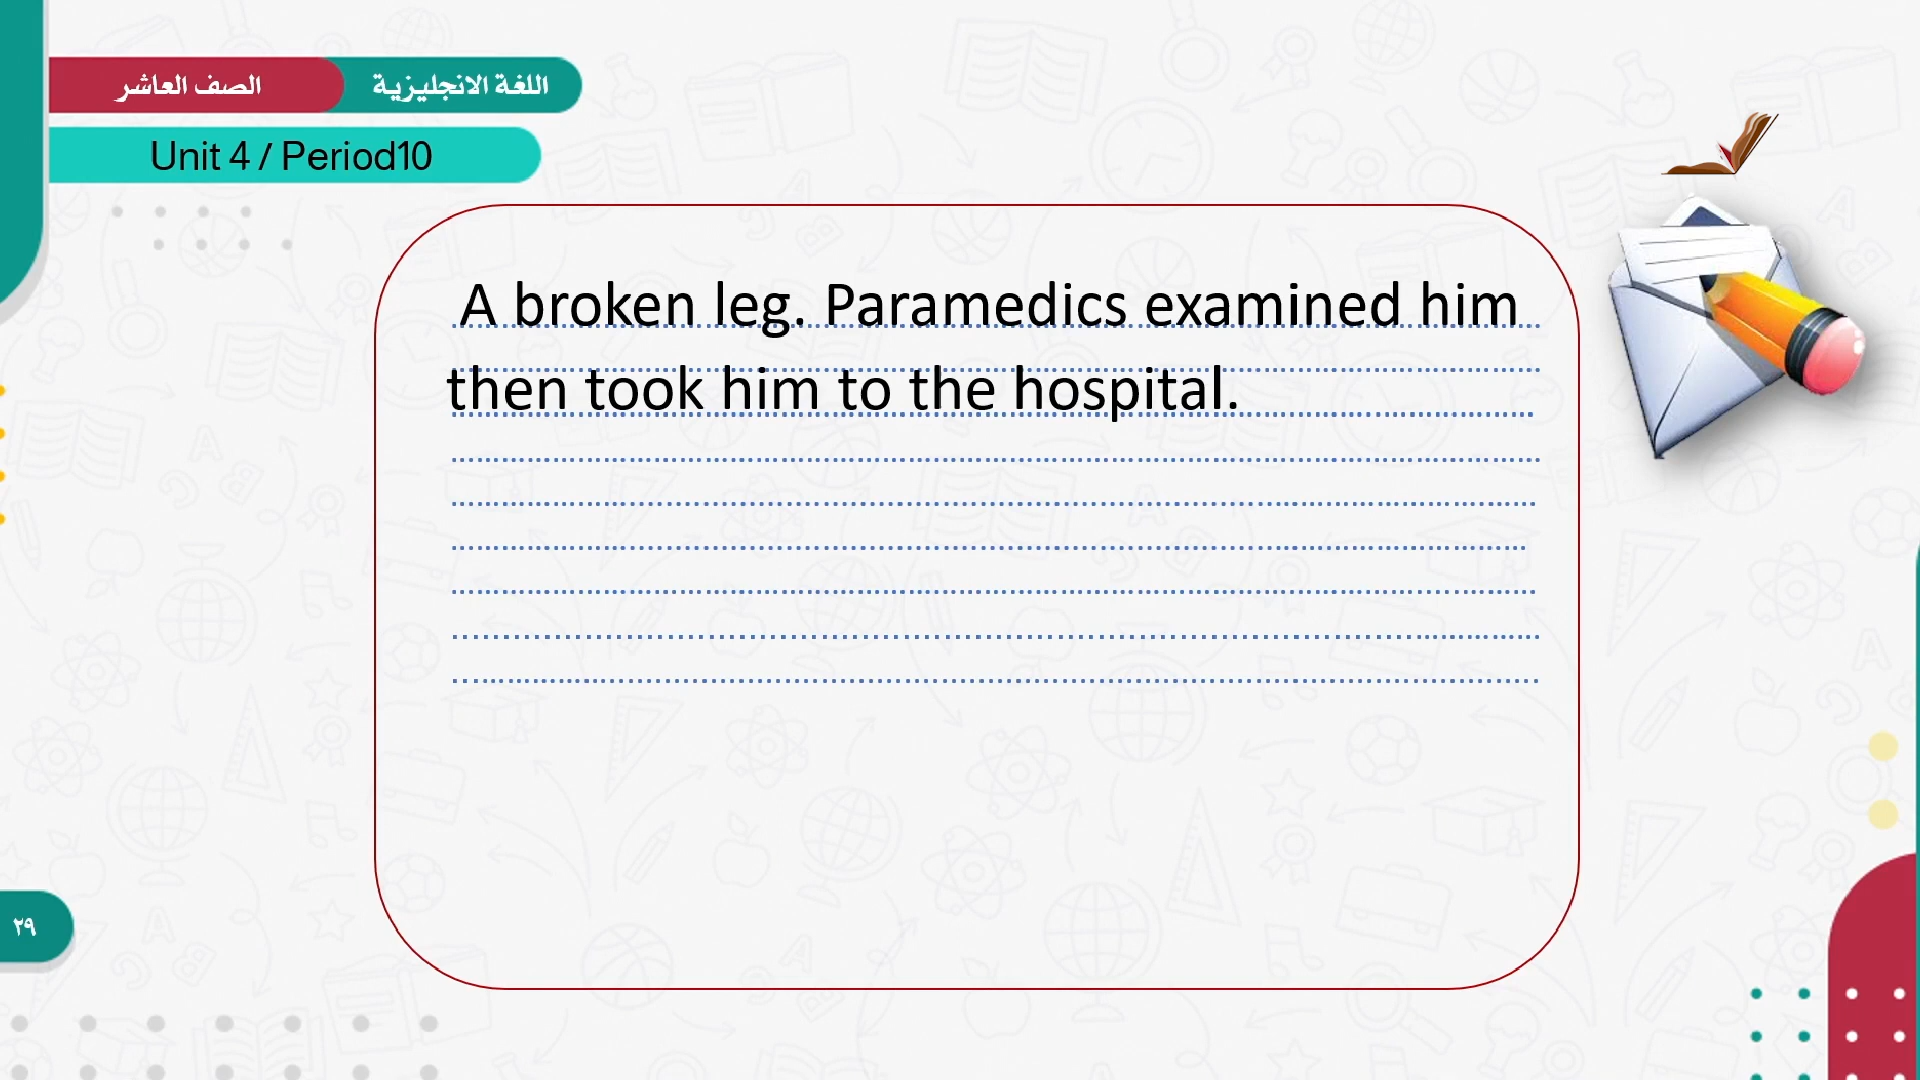 اللغة الانجليزية
الصف العاشر
Unit 4 / Period10
A broken leg. Paramedics examined him
then took him to the hospital.
٢٩